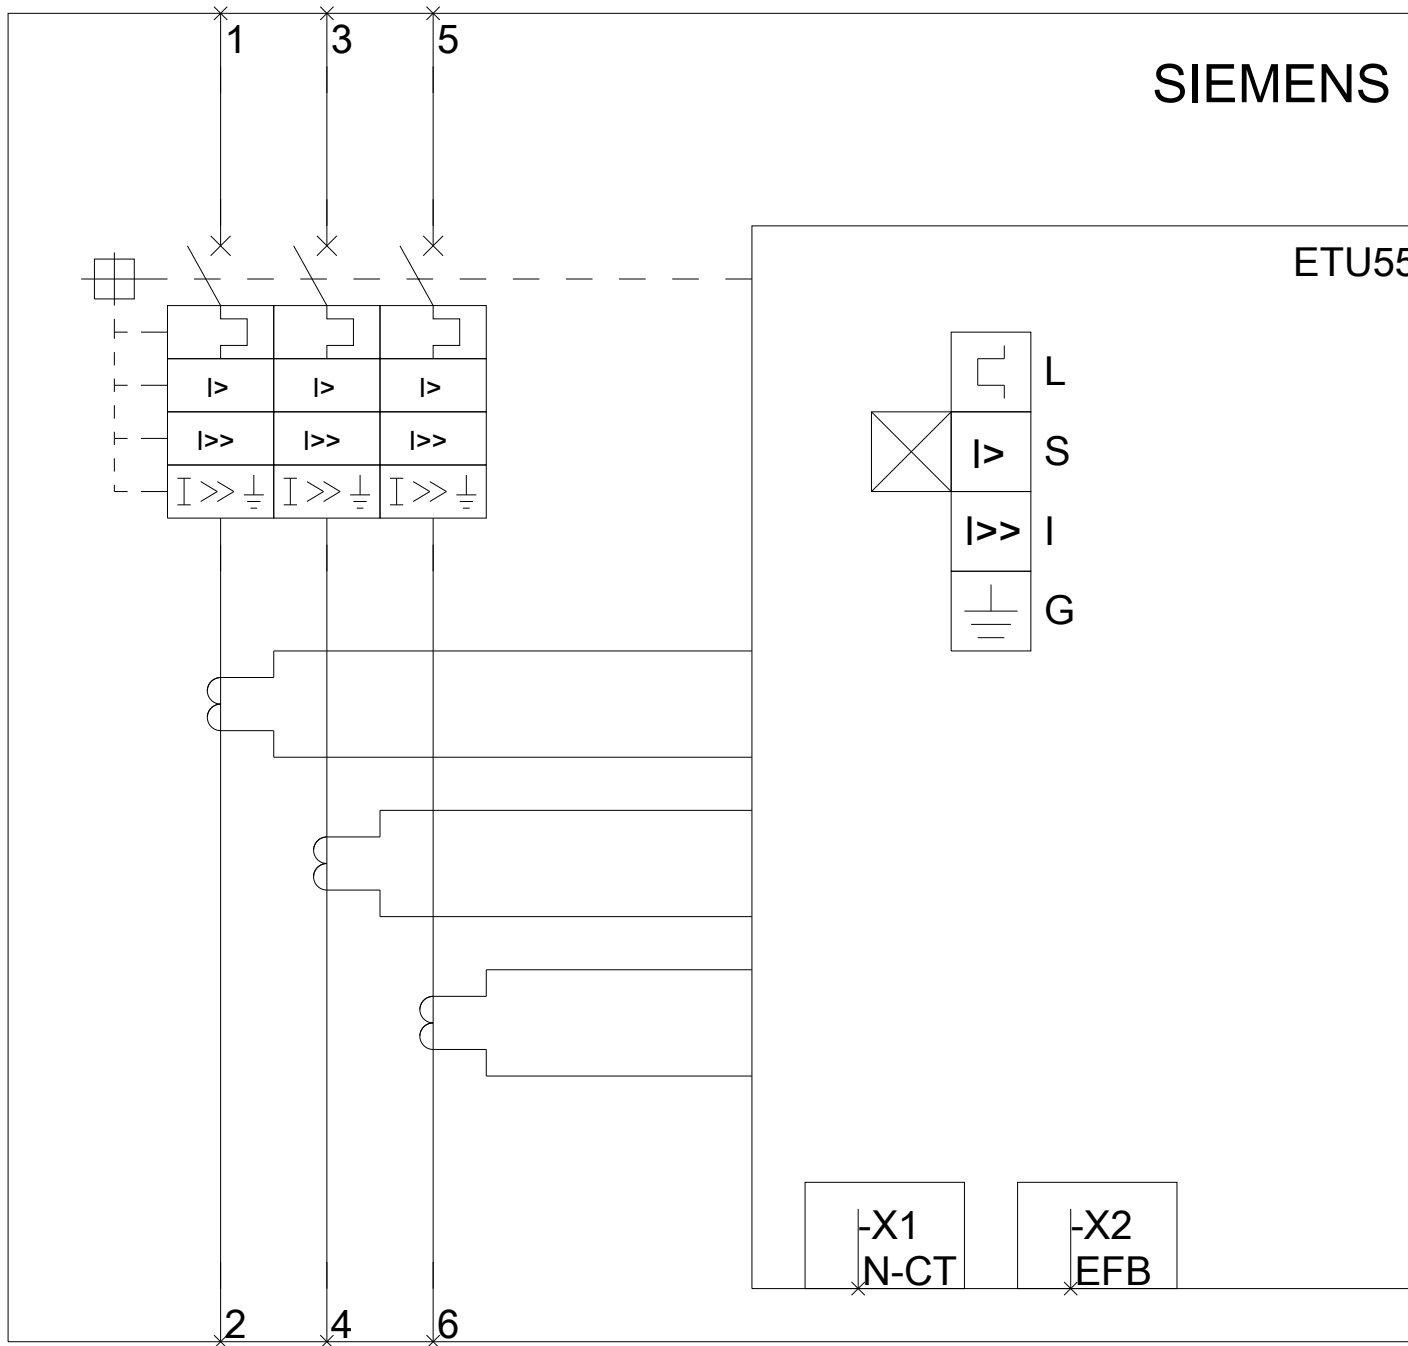 1 3 5
SIEMENS
ETU55
L
I> I> I>
S
I>
I>> I>> I>>
I>> I>> I>>
I>> I
G
-X1 -X2
N-CT EFB
2 4 6